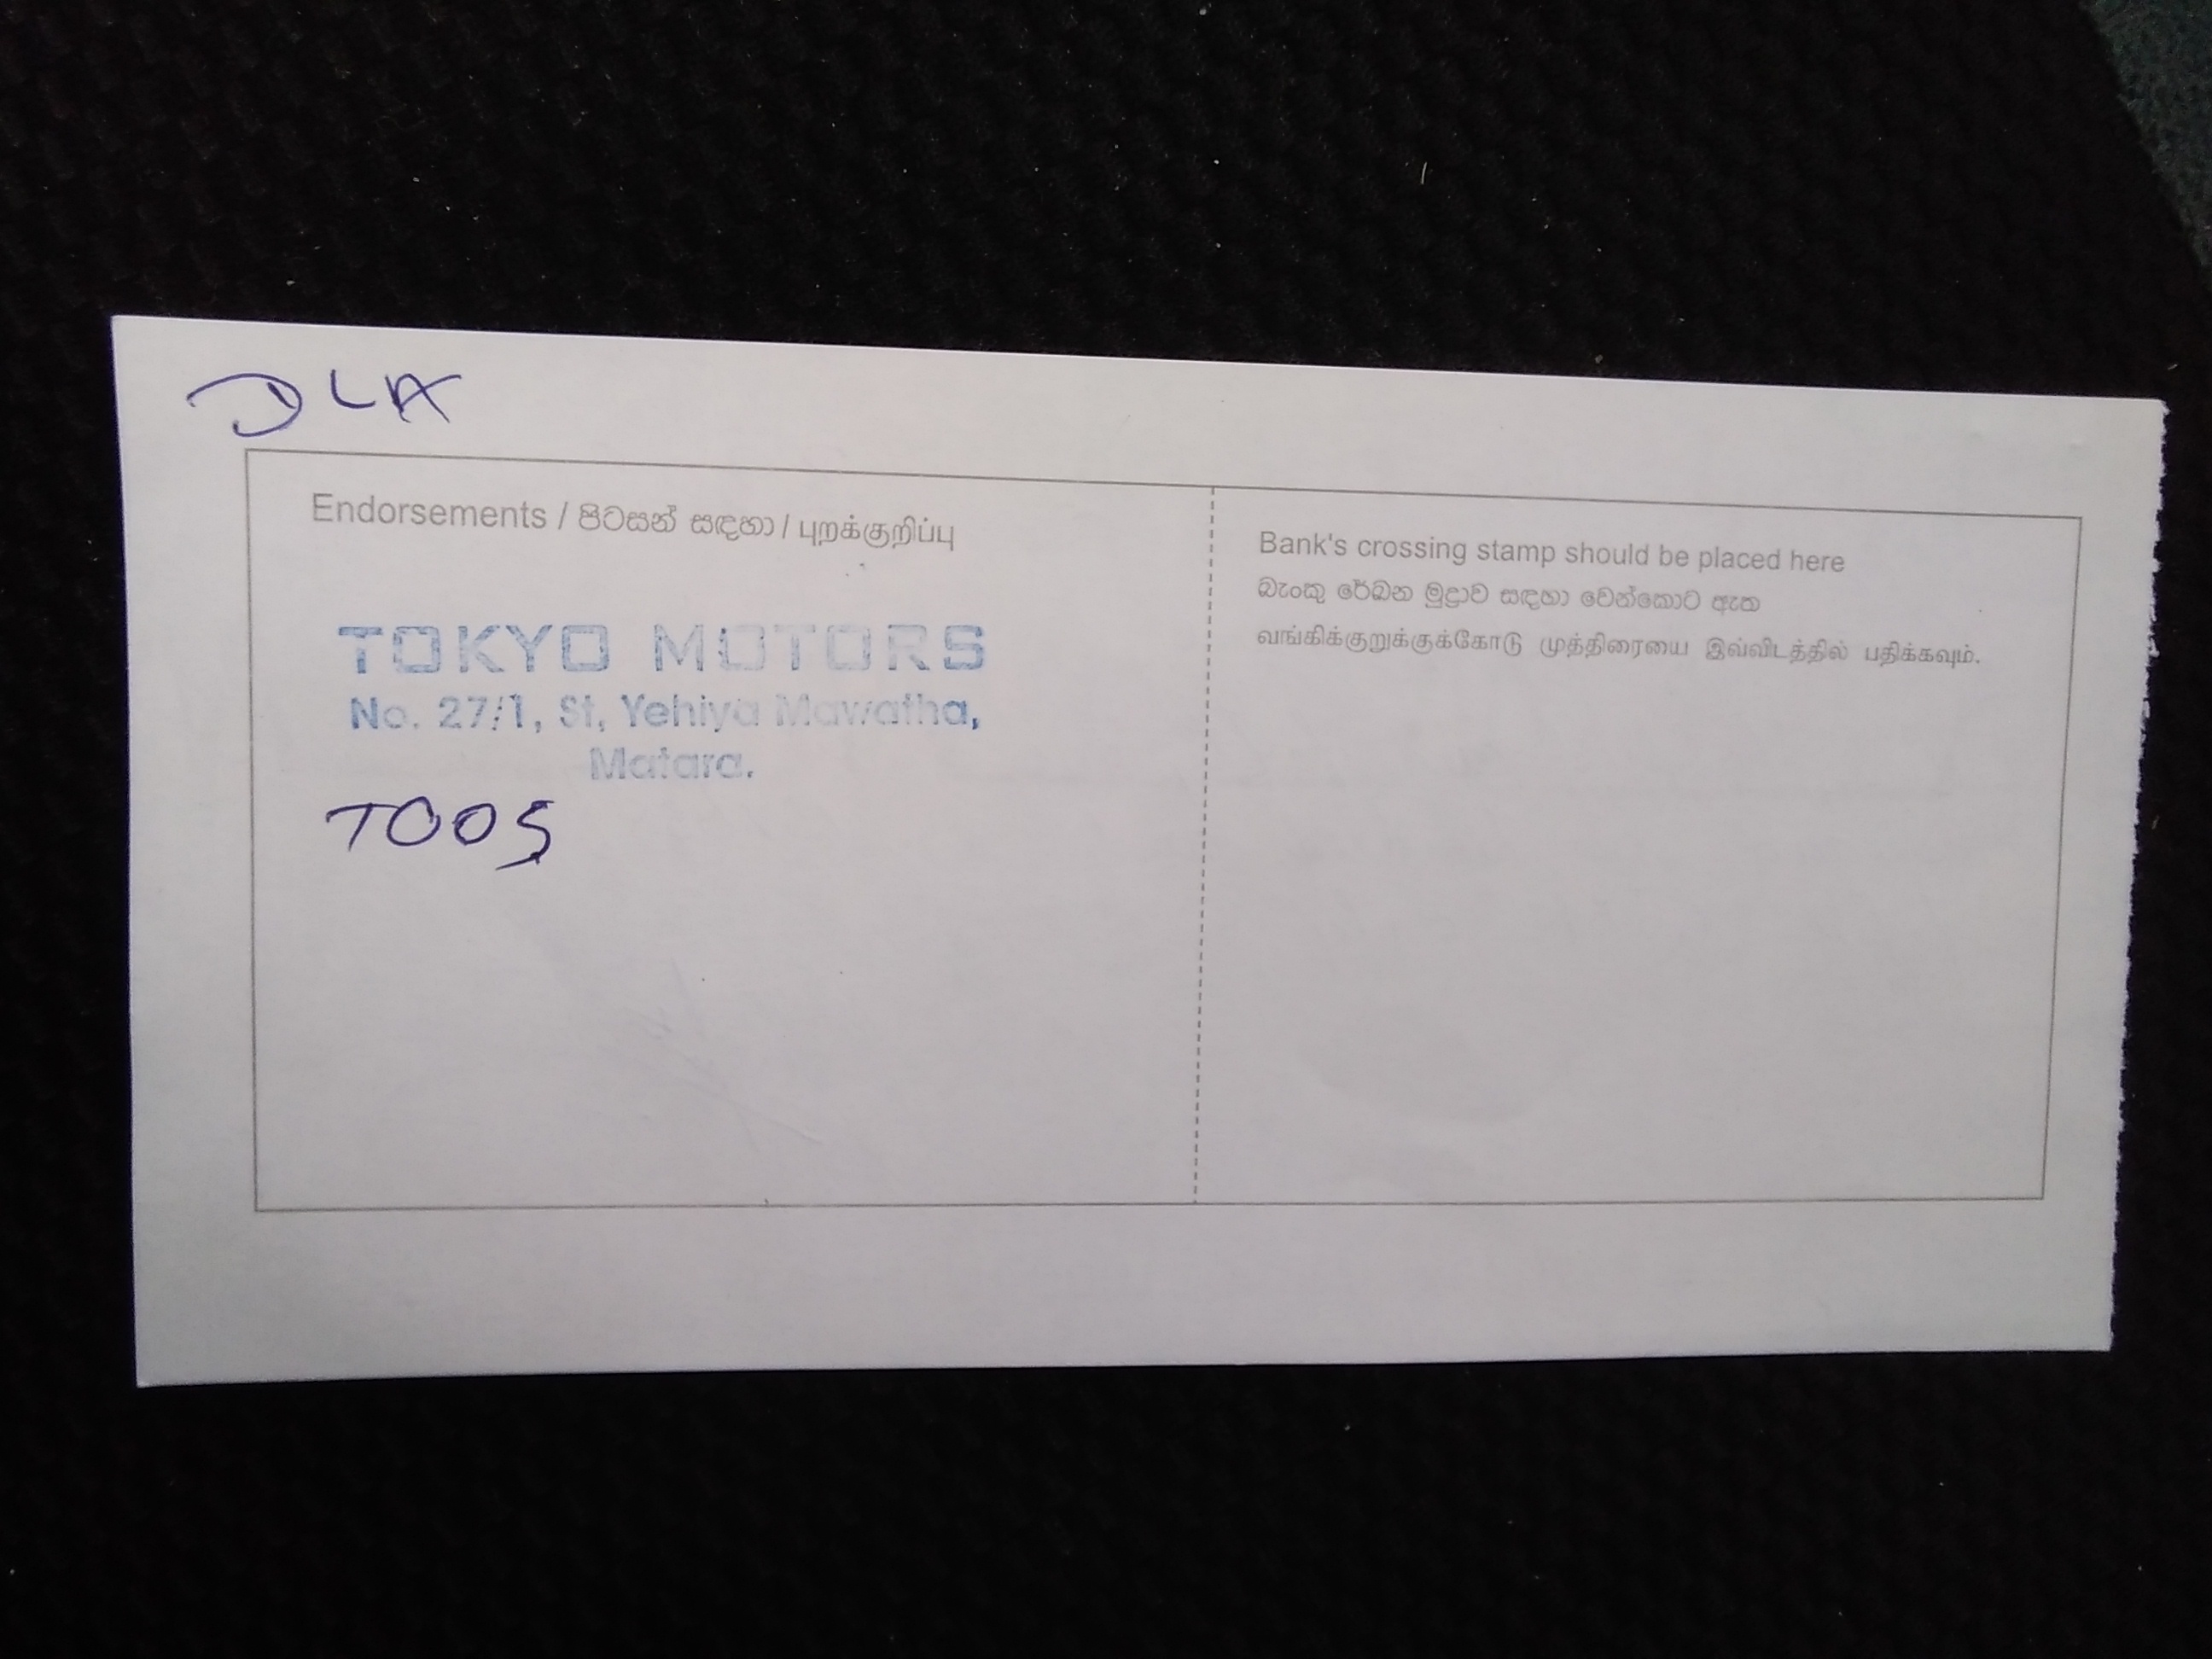 DLA
Endorsements / පිටසන් සඳහා / புறக்குறிப்பு
TOKYO MOTORS
No. 27/1, St, Yehiya Mawatha,
Matara.
TOOS
Bank's crossing stamp should be placed here
බැංකු රේඛන මුද්‍රාව සඳහා වෙන්කොට ඇත
வங்கிக்குறுக்குக்கோடு முத்திரையை இவ்விடத்தில் பதிக்கவும்.